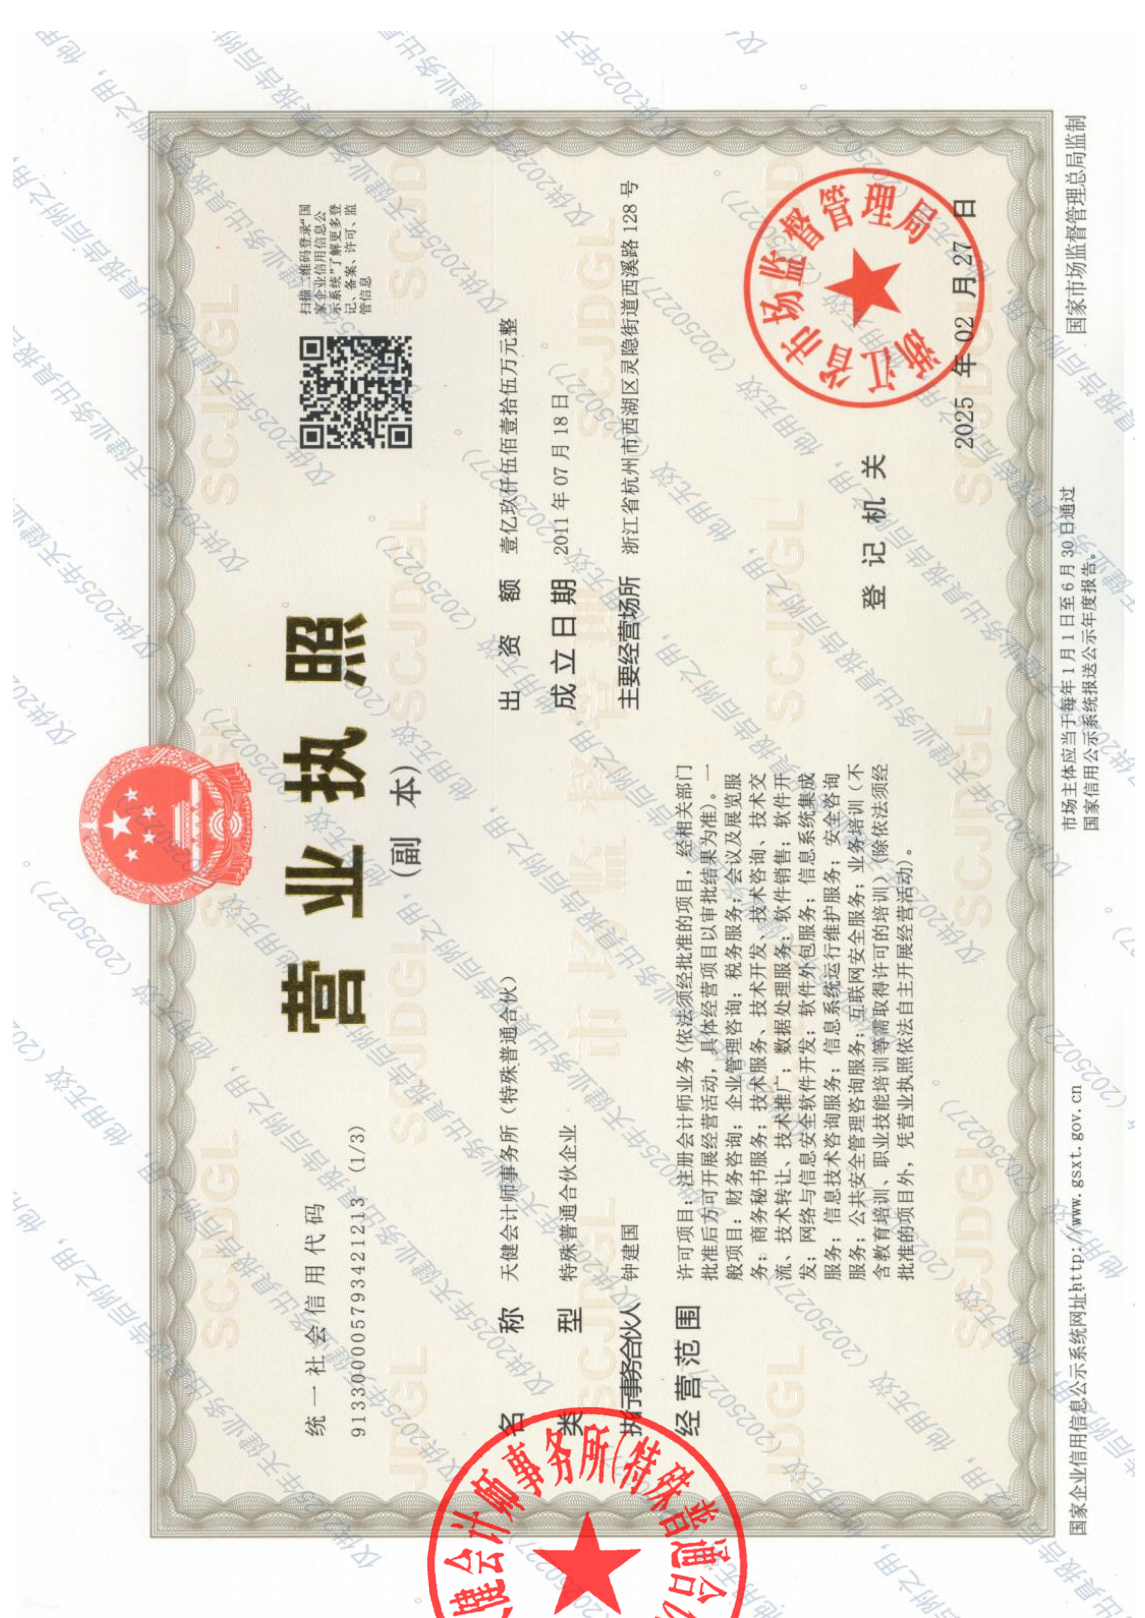 营业执照
(副 本)
统一社会信用代码
913300005793421213 (1/3)
扫描二维码登录“国
家企业信用信息公
示系统”了解更多登
记、备案、许可、监
管信息
名称 天健会计师事务所（特殊普通合伙）
类型 特殊普通合伙企业
执行事务合伙人 钟建国
经营范围 许可项目：注册会计师业务（依法须经批准的项目，经相关部门
批准后方可开展经营活动，具体经营项目以审批结果为准）。一
般项目：财务咨询；企业管理咨询；税务服务；会议及展览服
务；商务秘书服务；技术服务、技术开发、技术咨询、技术交
流、技术转让、技术推广；数据处理服务；软件销售；软件开
发；网络与信息安全软件开发；软件外包服务；信息系统集成
服务；信息技术咨询服务；信息系统运行维护服务；安全咨询
服务；公共安全管理咨询服务；互联网安全服务；业务培训（不
含教育培训、职业技能培训等需取得许可的培训）(除依法须经
批准的项目外，凭营业执照依法自主开展经营活动)。
出资额 壹亿玖仟伍佰壹拾伍万元整
成立日期 2011 年 07 月 18 日
主要经营场所 浙江省杭州市西湖区灵隐街道西溪路 128 号
登记机关
浙江省市场监督管理局
2025 年 02 月 27 日
健会计师事务所(特殊普通合
国家企业信用信息公示系统网址http://www.gsxt.gov.cn
市场主体应当于每年 1 月 1 日至 6 月 30 日通过
国家信用公示系统报送公示年度报告。
国家市场监督管理总局监制
仅供2025年天健业务出具报告后附之用，他用无效（20250227）。
SCJDGL
市场监督管理